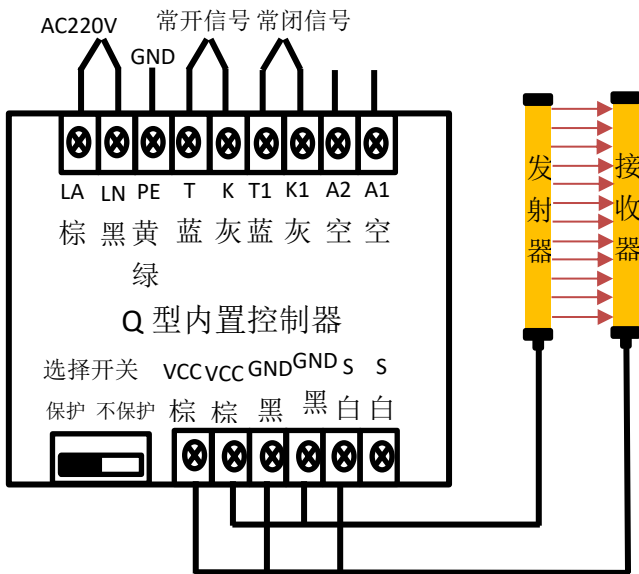 AC220V 常开信号 常闭信号
GND
LA LN PE T K T1 K1 A2 A1
棕 黑 黄绿 蓝 灰 蓝 灰 空 空
Q 型内置控制器
选择开关 VCC VCC GND GND S S
保护 不保护 棕 棕 黑 黑 白 白
发射器
接收器